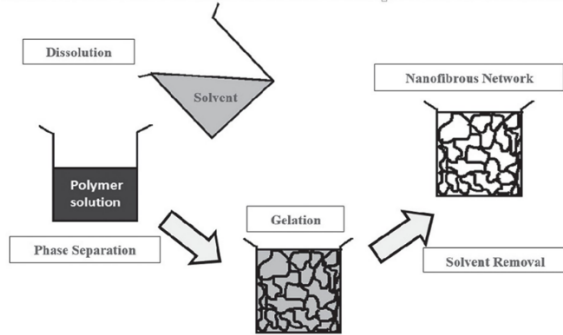 Dissolution
Solvent
Nanofibrous Network
Polymer
solution
Gelation
Phase Separation
Solvent Removal